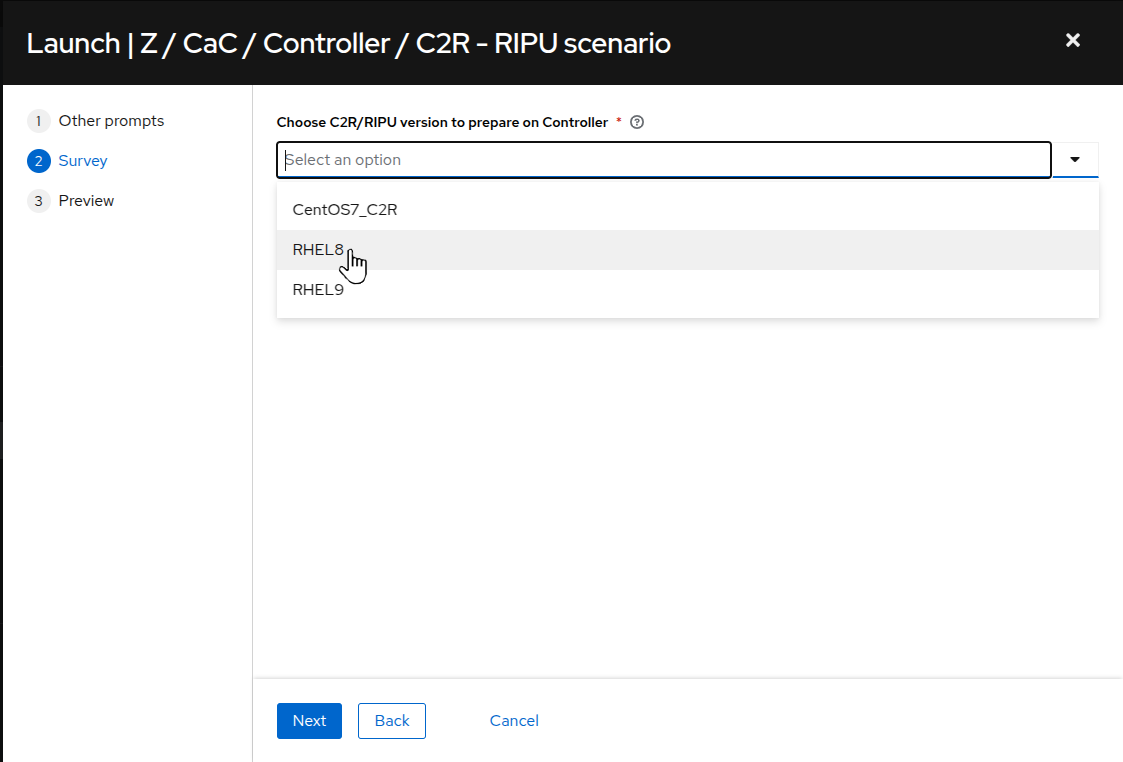 Launch | Z / CaC / Controller / C2R - RIPU scenario
1 Other prompts
2 Survey
3 Preview
Choose C2R/RIPU version to prepare on Controller *
Select an option
CentOS7_C2R
RHEL8
RHEL9
Next Back Cancel